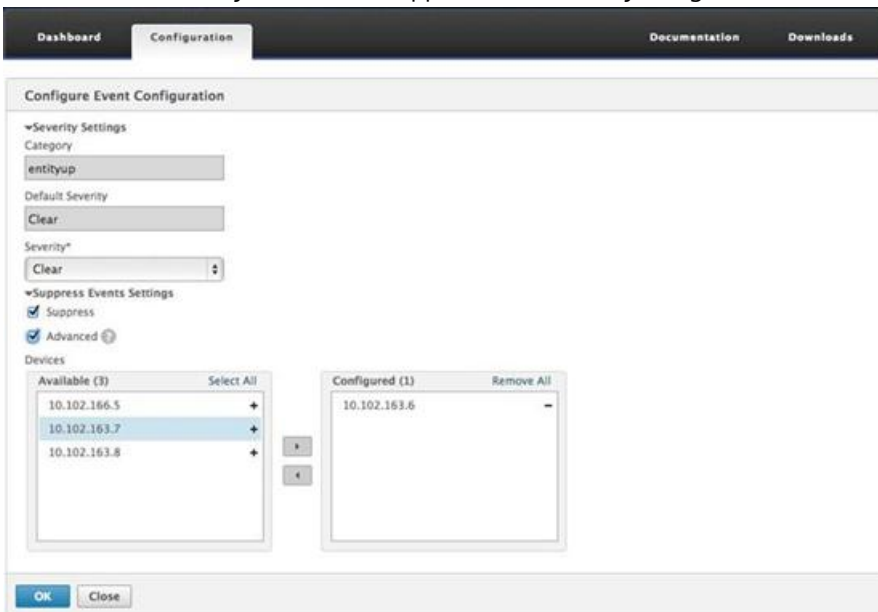 Dashboard Configuration Documentation Downloads
Configure Event Configuration
Severity Settings
Category
entityup
Default Severity
Clear
Severity*
Clear
Suppress Events Settings
Suppress
Advanced ?
Devices
Available (3) Select All
10.102.166.5 +
10.102.163.7 +
10.102.163.8 +
Configured (1) Remove All
10.102.163.6 −
OK Close